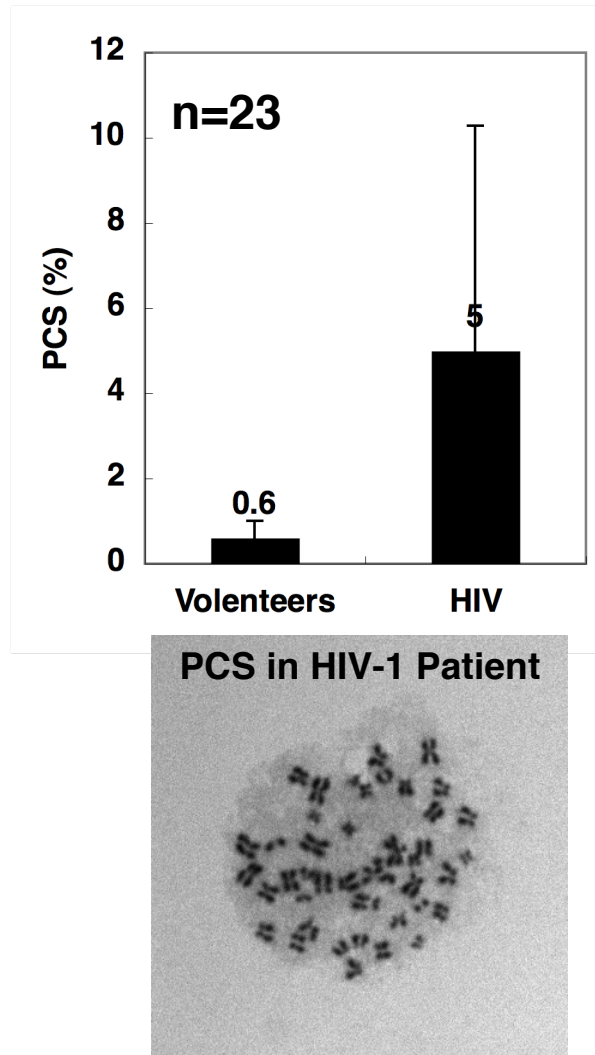 12
n=23
10
8
PCS (%)
6
5
4
2
0.6
0
Volenteers HIV
PCS in HIV-1 Patient